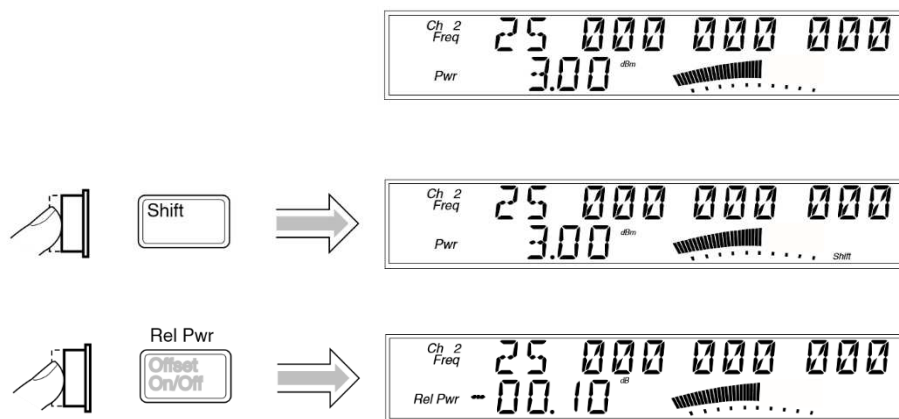 Ch 2
Freq 25 000 000 000
Pwr 3.00 dBm
Shift
Ch 2
Freq 25 000 000 000
Pwr 3.00 dBm
Shift
Rel Pwr
Offset
On/Off
Ch 2
Freq 25 000 000 000
Rel Pwr -00.10 dB